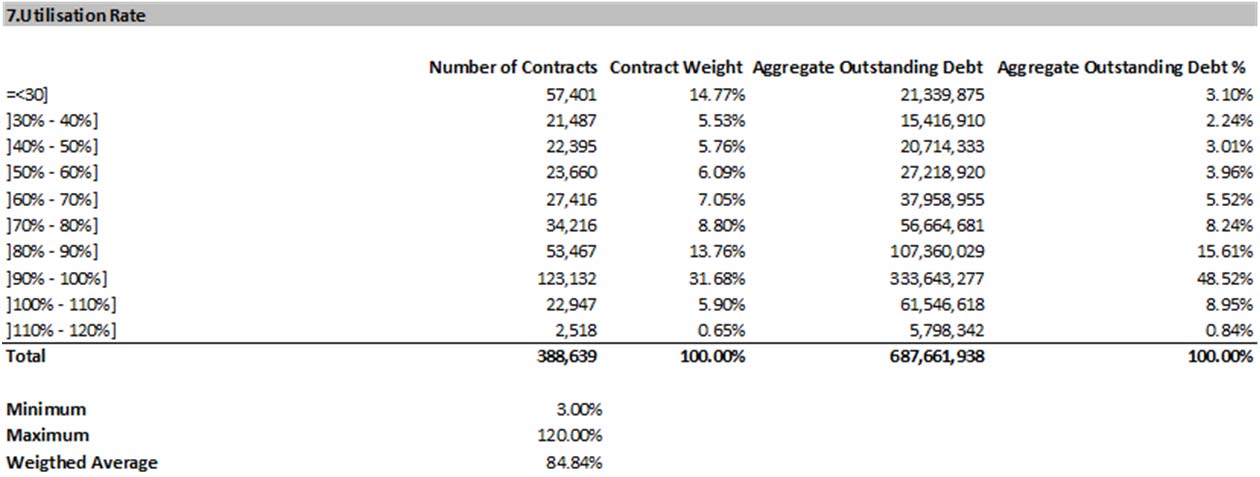 7.Utilisation Rate
Number of Contracts Contract Weight Aggregate Outstanding Debt Aggregate Outstanding Debt %
=<30] 57,401 14.77% 21,339,875 3.10%
]30% - 40%] 21,487 5.53% 15,416,910 2.24%
]40% - 50%] 22,395 5.76% 20,714,333 3.01%
]50% - 60%] 23,660 6.09% 27,218,920 3.96%
]60% - 70%] 27,416 7.05% 37,958,955 5.52%
]70% - 80%] 34,216 8.80% 56,664,681 8.24%
]80% - 90%] 53,467 13.76% 107,360,029 15.61%
]90% - 100%] 123,132 31.68% 333,643,277 48.52%
]100% - 110%] 22,947 5.90% 61,546,618 8.95%
]110% - 120%] 2,518 0.65% 5,798,342 0.84%
Total 388,639 100.00% 687,661,938 100.00%
Minimum 3.00%
Maximum 120.00%
Weigthed Average 84.84%